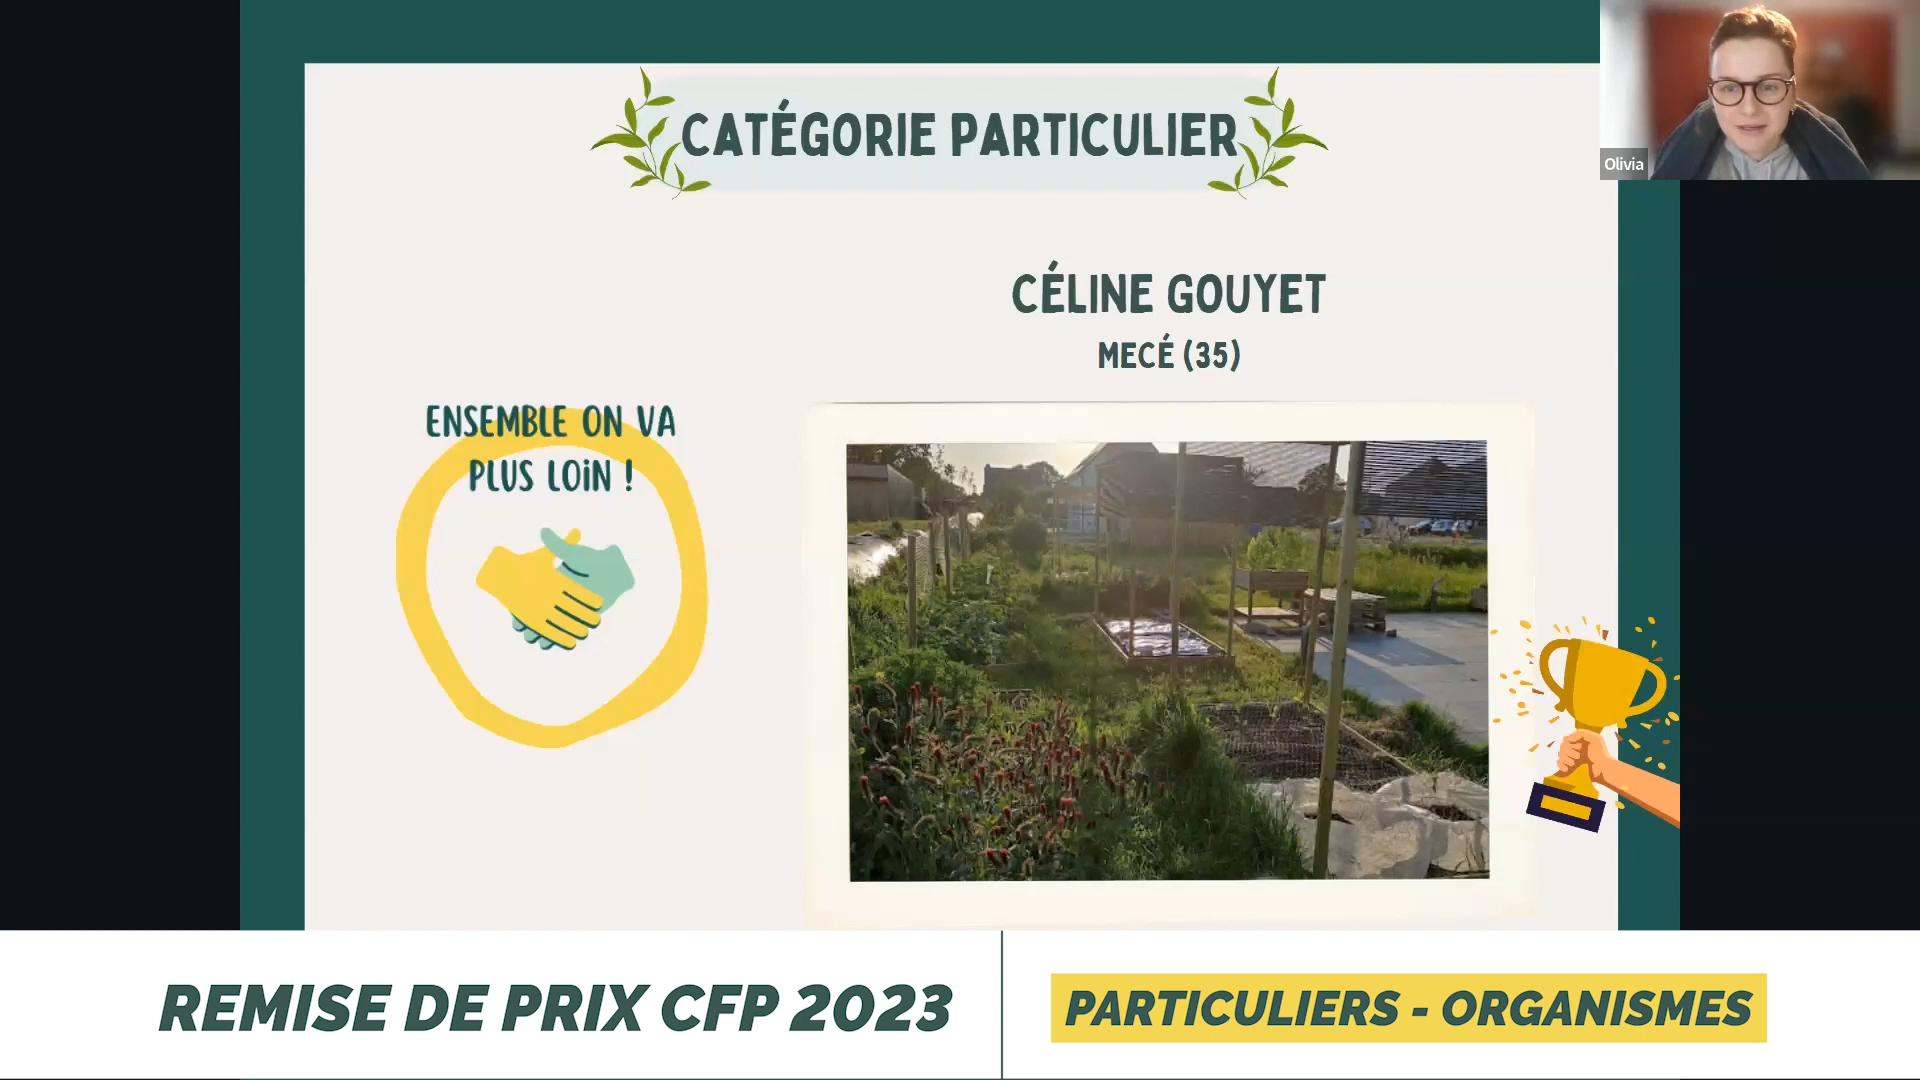 CATÉGORIE PARTICULIER
Olivia
CÉLINE GOUYET
MECÉ (35)
ENSEMBLE ON VA
PLUS LOIN !
REMISE DE PRIX CFP 2023
PARTICULIERS - ORGANISMES